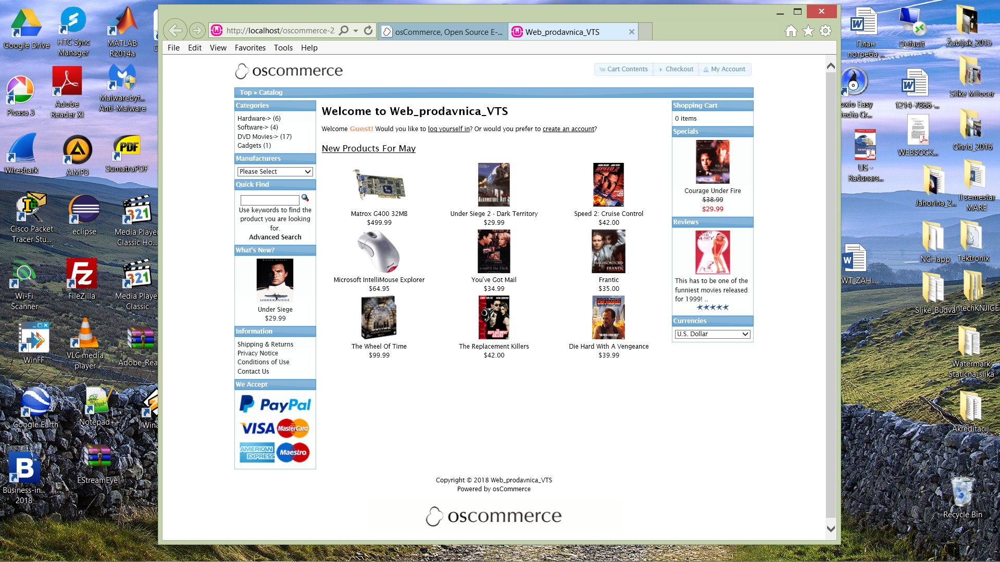 Google Drive
HTC Sync
Manager
MATLAB
R2014a
Picasa 3
Adobe
Reader XI
Malwarebyt...
Anti-Malware
Wireshark
AIMP3
SumatraPDF
Cisco Packet
Tracer Stu...
eclipse
Media Player
Classic Ho...
Wi-Fi
Scanner
FileZilla
Media Playe
Classic
WinFF
VLC media
player
Adobe_Rea
Google Earth
Notepad++
Wina
Business-in...
2018
EStreamEye
http://localhost/oscommerce-2
osCommerce, Open Source E-...
Web_prodavnica_VTS
File Edit View Favorites Tools Help
oscommerce
Cart Contents Checkout My Account
Top » Catalog
Categories
Hardware-> (6)
Software-> (4)
DVD Movies-> (17)
Gadgets (1)
Manufacturers
Please Select
Quick Find
Use keywords to find the
product you are looking
for.
Advanced Search
What's New?
UNDER SIEGE
Under Siege
$29.99
Information
Shipping & Returns
Privacy Notice
Conditions of Use
Contact Us
We Accept
PayPal
VISA MasterCard
AMERICAN EXPRESS Maestro
Welcome to Web_prodavnica_VTS
Welcome Guest! Would you like to log yourself in? Or would you prefer to create an account?
New Products For May
Matrox G400 32MB
$499.99
Under Siege 2 - Dark Territory
$29.99
Speed 2: Cruise Control
$42.00
Microsoft IntelliMouse Explorer
$64.95
You've Got Mail
$34.99
Frantic
$35.00
The Wheel Of Time
$99.99
The Replacement Killers
$42.00
Die Hard With A Vengeance
$39.99
Shopping Cart
0 items
Specials
Courage Under Fire
$38.99
$29.99
Reviews
This has to be one of the
funniest movies released
for 1999! ..
Currencies
U.S. Dollar
Copyright © 2018 Web_prodavnica_VTS
Powered by osCommerce
oscommerce
План
потреба ...
Default
Žabljak_2015
oxio Easy
edia Cr...
1214-7866-...
Slike Milocer
US -
Računars...
WEBSOCK...
Ohrid_2016
Jahorina_2...
II semestar
MARE
WT_ZAH...
NCHapp
Tektronix
Slike_Budva
IntechKNJIGE
Watermark
Staticna_slika
Akreditacij...
Recycle Bin